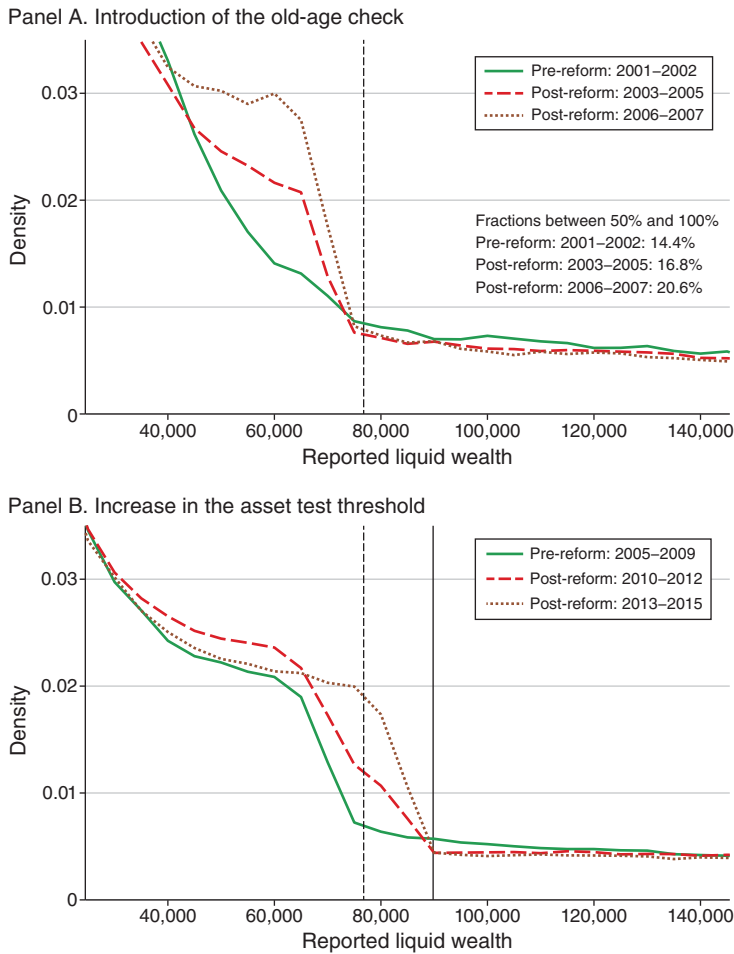 Panel A. Introduction of the old-age check
Pre-reform: 2001–2002
Post-reform: 2003–2005
Post-reform: 2006–2007
0.03
0.02
0.01
0
Density
Fractions between 50% and 100%
Pre-reform: 2001–2002: 14.4%
Post-reform: 2003–2005: 16.8%
Post-reform: 2006–2007: 20.6%
40,000 60,000 80,000 100,000 120,000 140,000
Reported liquid wealth
Panel B. Increase in the asset test threshold
Pre-reform: 2005–2009
Post-reform: 2010–2012
Post-reform: 2013–2015
0.03
0.02
0.01
0
Density
40,000 60,000 80,000 100,000 120,000 140,000
Reported liquid wealth